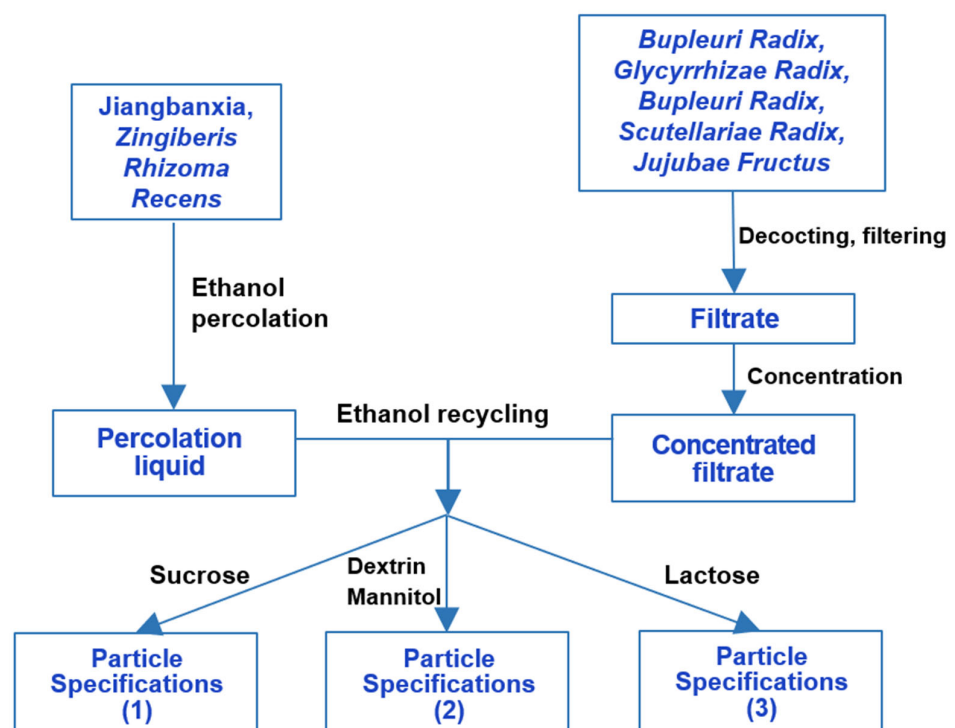 Bupleuri Radix,
Glycyrrhizae Radix,
Bupleuri Radix,
Scutellariae Radix,
Jujubae Fructus
Jiangbanxia,
Zingiberis
Rhizoma
Recens
Decocting, filtering
Ethanol
percolation
Filtrate
Concentration
Ethanol recycling
Percolation
liquid
Concentrated
filtrate
Sucrose
Dextrin
Mannitol
Lactose
Particle
Specifications
(1)
Particle
Specifications
(2)
Particle
Specifications
(3)